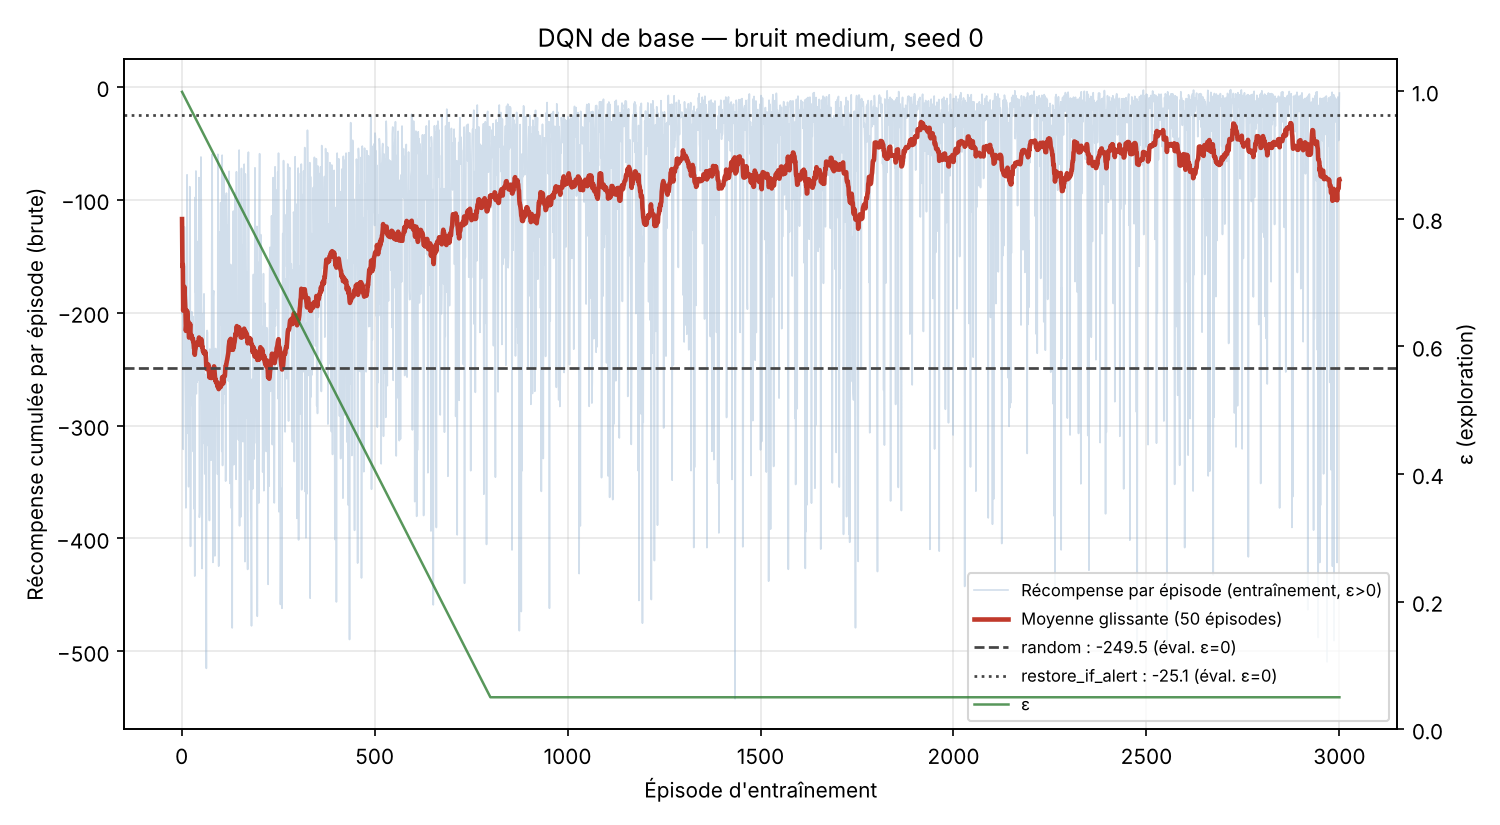 DQN de base — bruit medium, seed 0
Récompense cumulée par épisode (brute)
0
−100
−200
−300
−400
−500
0
500
1000
1500
2000
2500
3000
Épisode d'entraînement
1.0
0.8
0.6
0.4
0.2
0.0
ε (exploration)
Récompense par épisode (entraînement, ε>0)
Moyenne glissante (50 épisodes)
random : -249.5 (éval. ε=0)
restore_if_alert : -25.1 (éval. ε=0)
ε